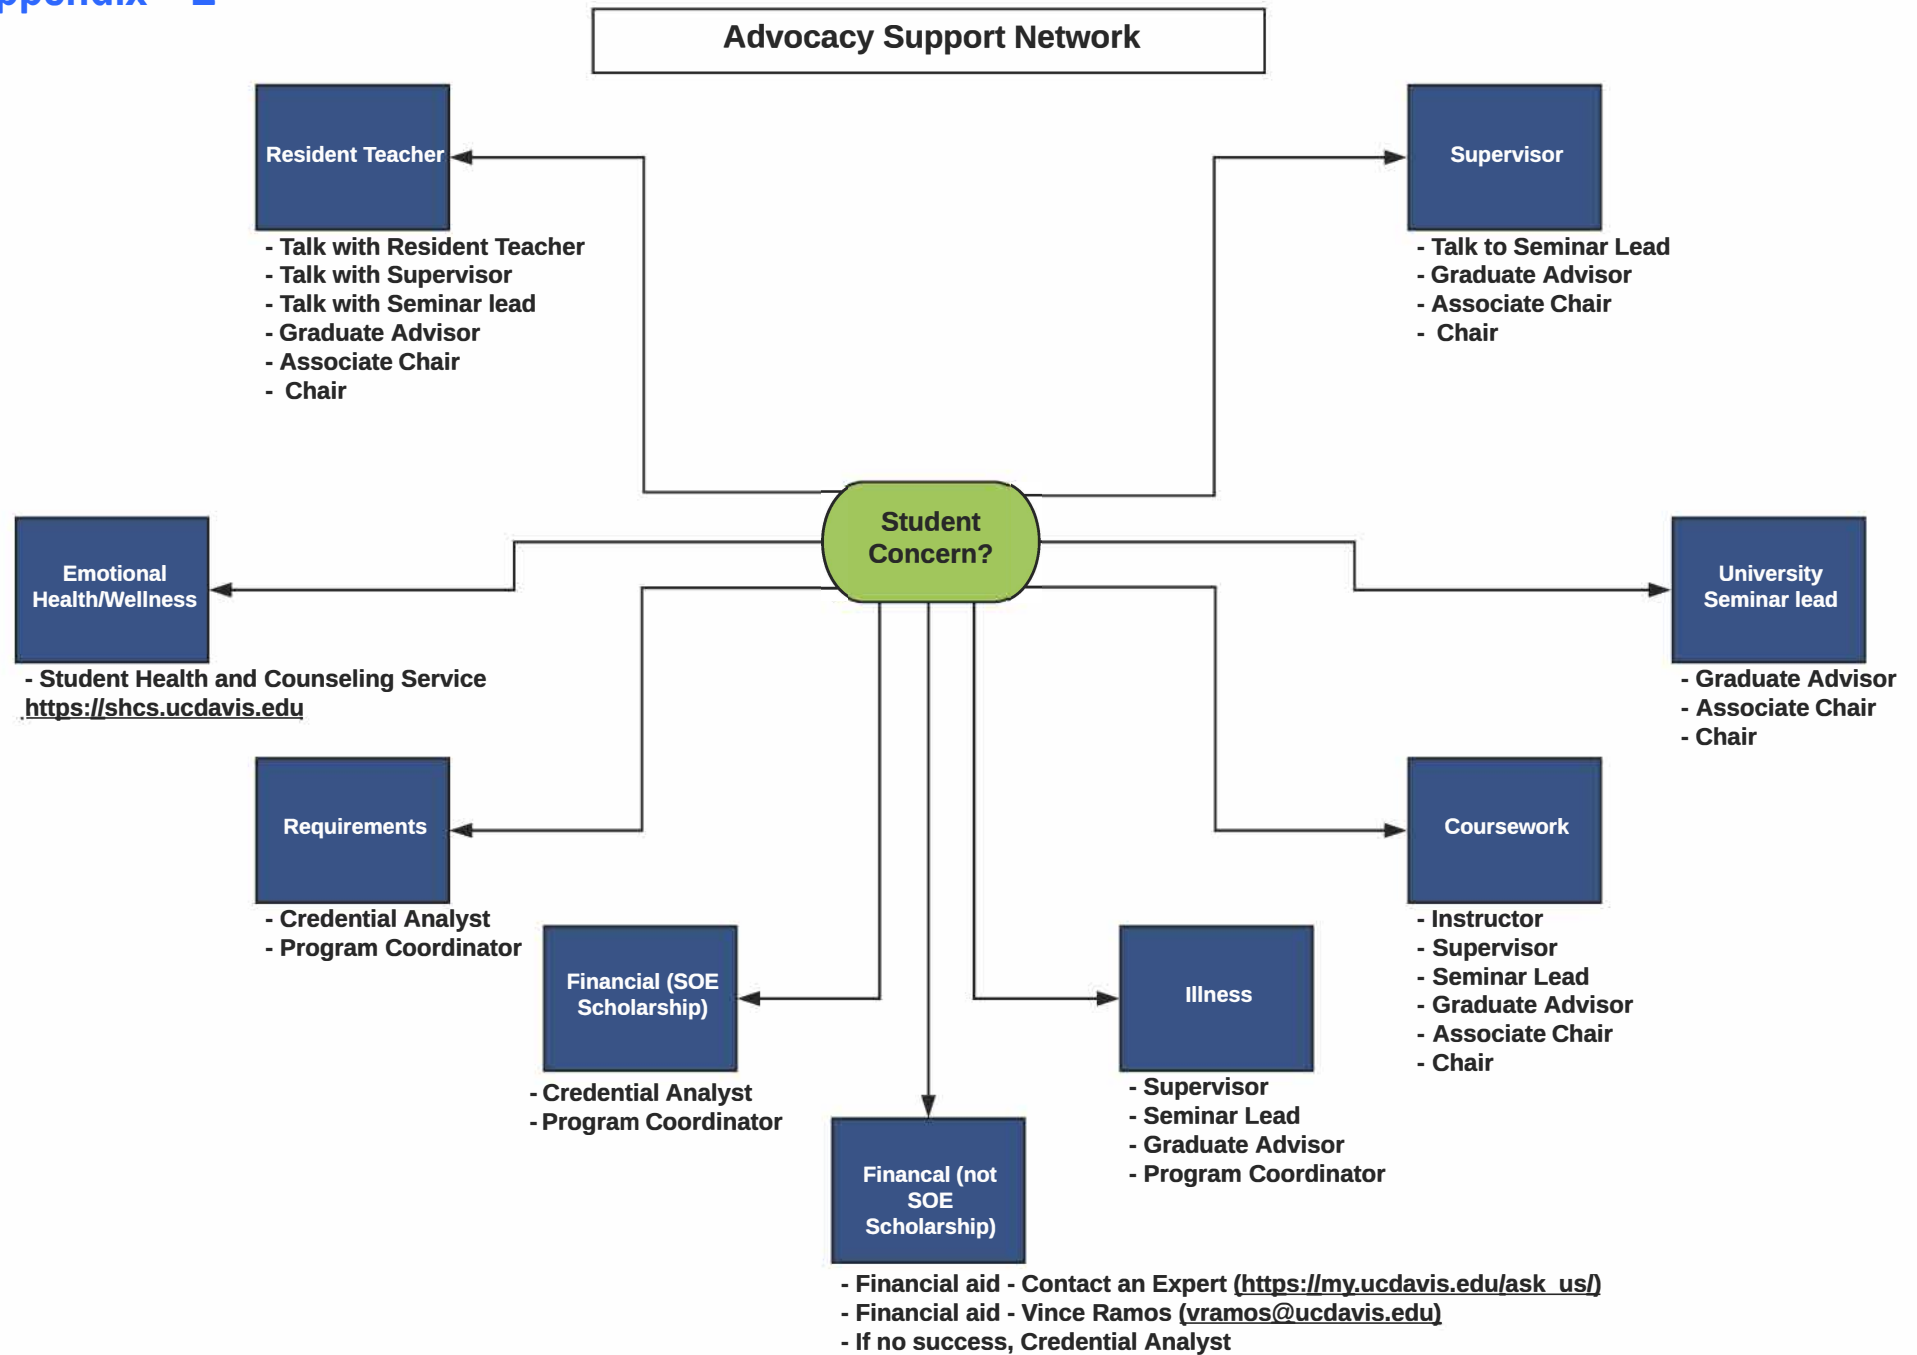 Advocacy Support Network
Resident Teacher
- Talk with Resident Teacher
- Talk with Supervisor
- Talk with Seminar lead
- Graduate Advisor
- Associate Chair
- Chair
Supervisor
- Talk to Seminar Lead
- Graduate Advisor
- Associate Chair
- Chair
Student
Concern?
Emotional
Health/Wellness
- Student Health and Counseling Service
https://shcs.ucdavis.edu
University
Seminar lead
- Graduate Advisor
- Associate Chair
- Chair
Requirements
- Credential Analyst
- Program Coordinator
Coursework
- Instructor
- Supervisor
- Seminar Lead
- Graduate Advisor
- Associate Chair
- Chair
Financial (SOE
Scholarship)
- Credential Analyst
- Program Coordinator
Illness
- Supervisor
- Seminar Lead
- Graduate Advisor
- Program Coordinator
Financal (not
SOE
Scholarship)
- Financial aid - Contact an Expert (https://my.ucdavis.edu/ask_us/)
- Financial aid - Vince Ramos (vramos@ucdavis.edu)
- If no success, Credential Analyst